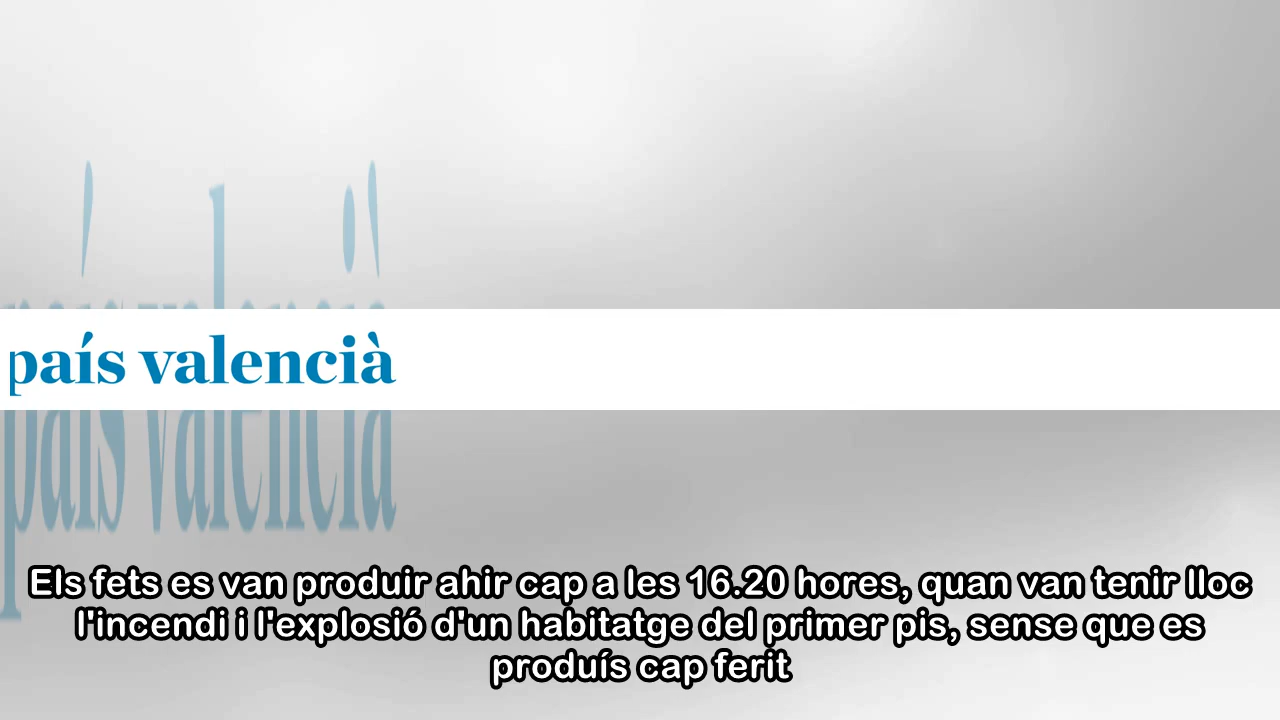 país valencià
Els fets es van produir ahir cap a les 16.20 hores, quan van tenir lloc
l'incendi i l'explosió d'un habitatge del primer pis, sense que es
produís cap ferit